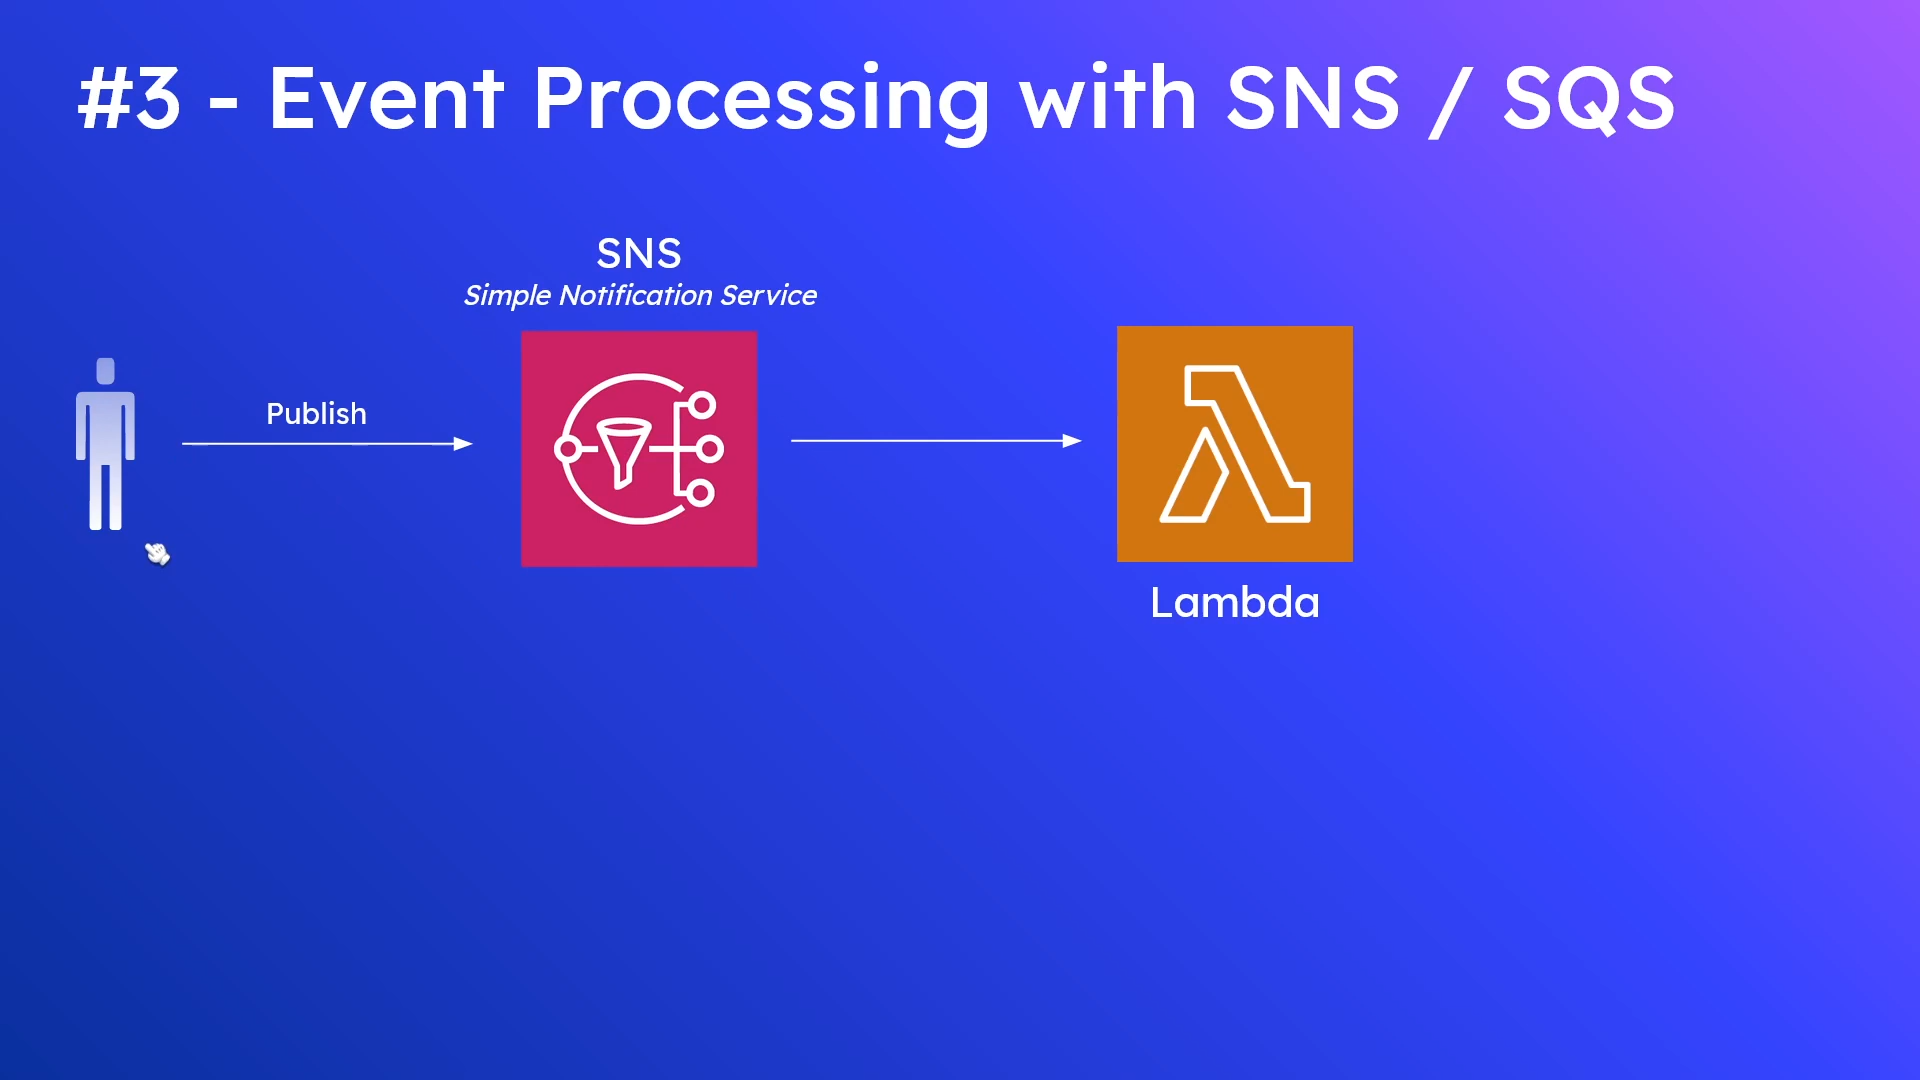 #3 - Event Processing with SNS / SQS
SNS
Simple Notification Service
Publish
Lambda